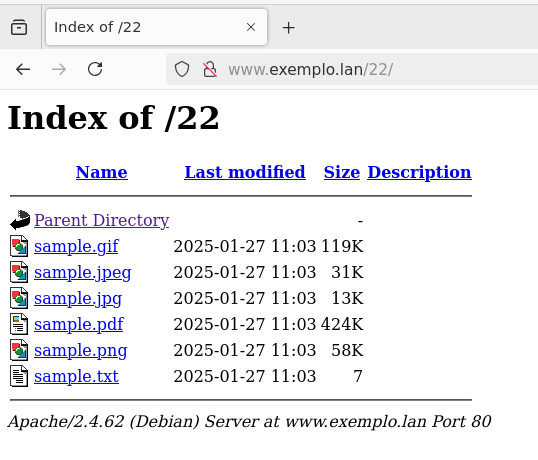 Index of /22
www.exemplo.lan/22/
Index of /22
Name Last modified Size Description
Parent Directory -
sample.gif 2025-01-27 11:03 119K
sample.jpeg 2025-01-27 11:03 31K
sample.jpg 2025-01-27 11:03 13K
sample.pdf 2025-01-27 11:03 424K
sample.png 2025-01-27 11:03 58K
sample.txt 2025-01-27 11:03 7
Apache/2.4.62 (Debian) Server at www.exemplo.lan Port 80